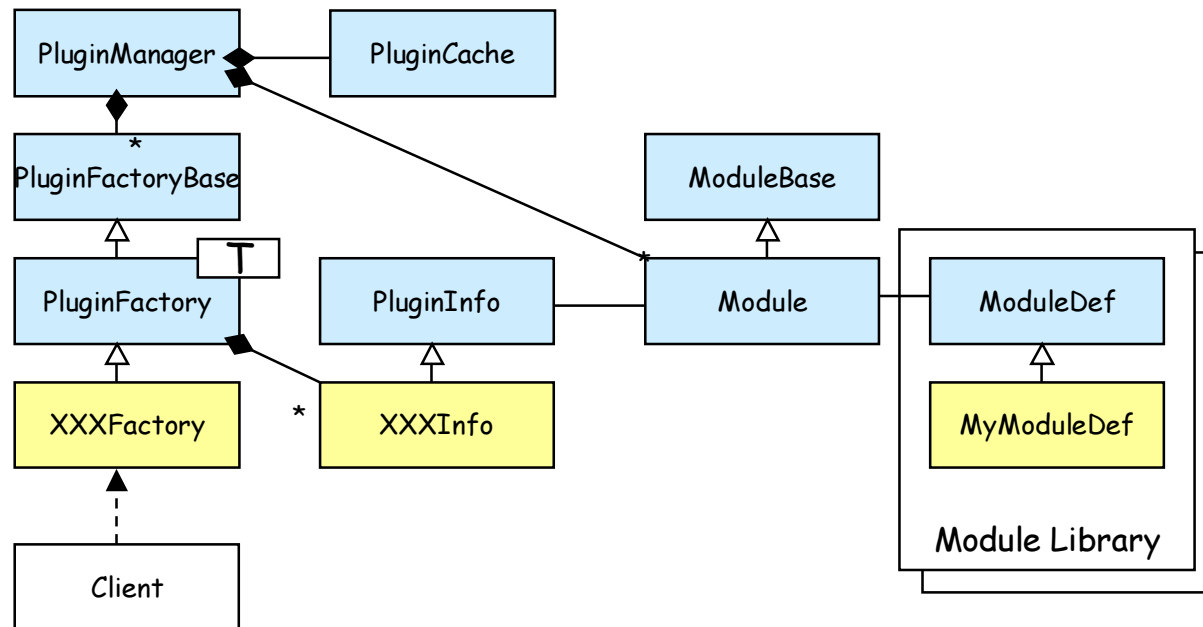 PluginManager
PluginCache
*
PluginFactoryBase
ModuleBase
T
*
PluginFactory
PluginInfo
Module
ModuleDef
*
XXXFactory
XXXInfo
MyModuleDef
Module Library
Client